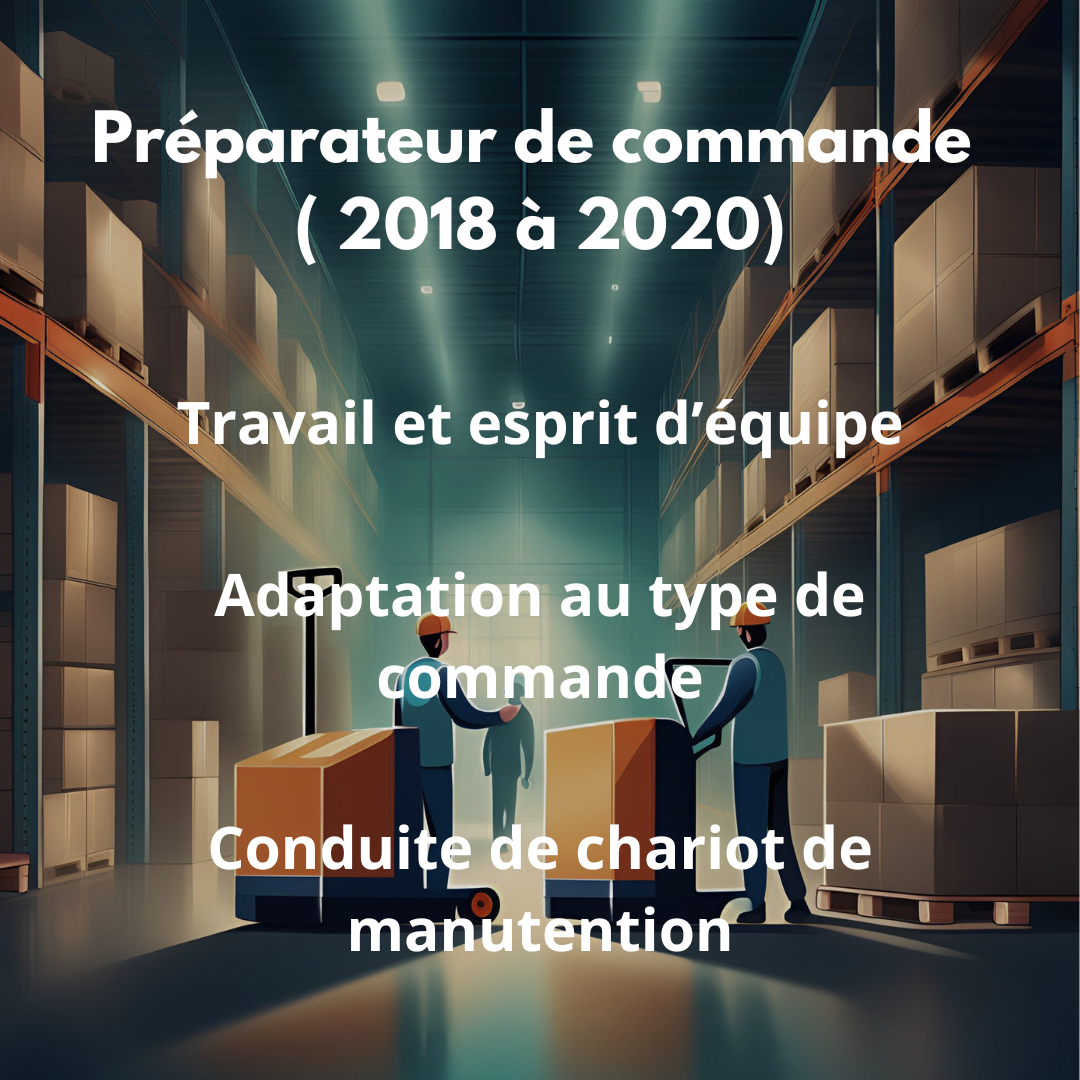 Préparateur de commande
( 2018 à 2020)
Travail et esprit d’équipe
Adaptation au type de
commande
Conduite de chariot de
manutention